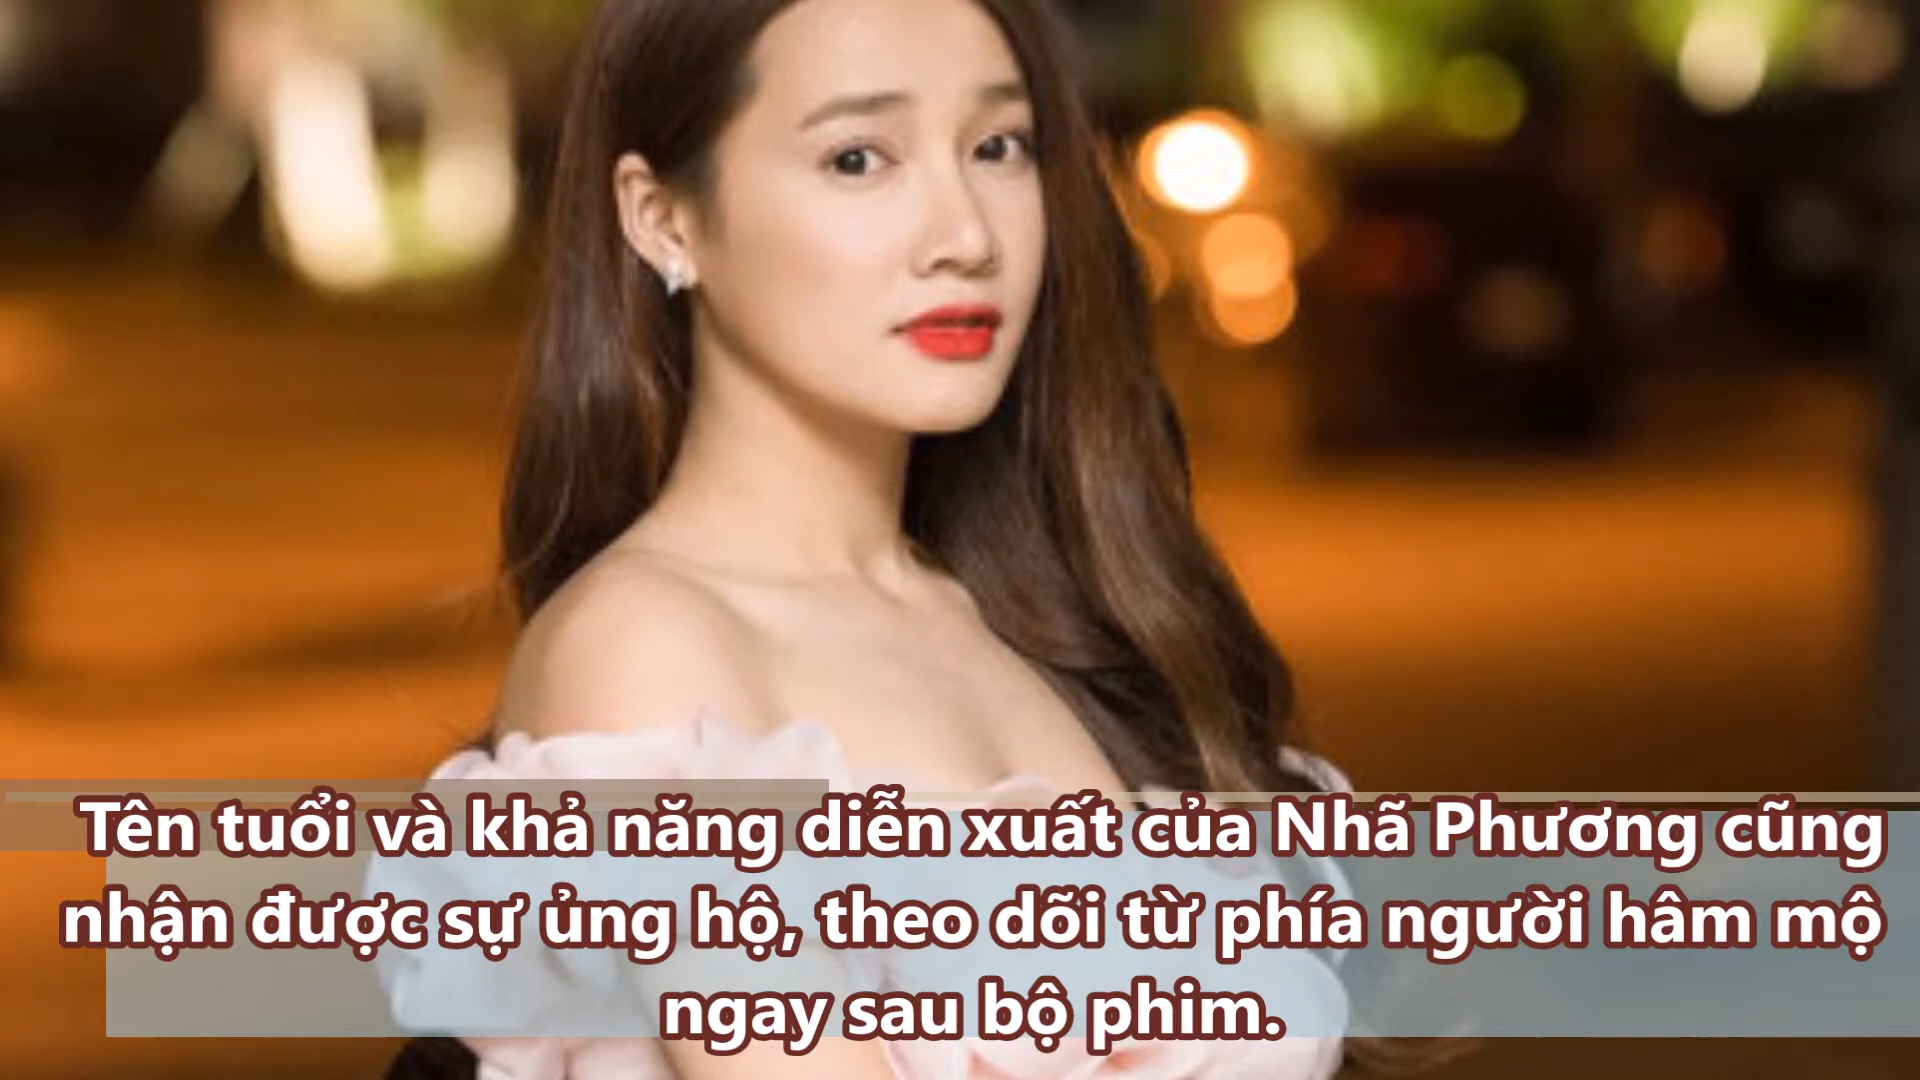 Tên tuổi và khả năng diễn xuất của Nhã Phương cũng
nhận được sự ủng hộ, theo dõi từ phía người hâm mộ
ngay sau bộ phim.